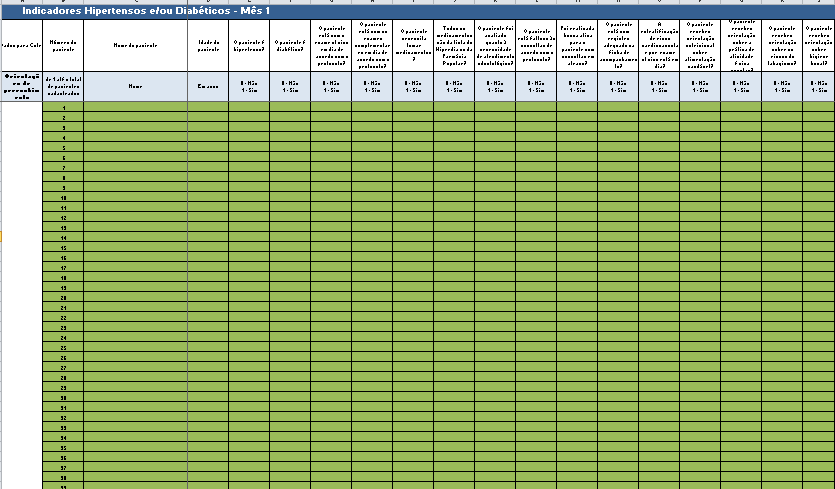 Indicadores Hipertensos e/ou Diabéticos - Mês 1
Número do
paciente
Nome do paciente
Idade do
paciente
O paciente é
hipertenso?
O paciente é
diabético?
O paciente
está com o
exame clínico
em dia de
acordo com o
protocolo?
O paciente
está com os
exames
complementares
em dia de
acordo com o
protocolo?
O paciente
necessita
tomar
medicamentos
?
Todos os
medicamentos
são da lista do
Hiperdia ou da
Farmácia
Popular?
O paciente foi
avaliado
quanto à
necessidade
de atendimento
odontológico?
O paciente
está faltoso às
consultas de
acordo com o
protocolo?
Foi realizada
busca ativa
para o
paciente com
consultas em
atraso?
O paciente
está com
registro
adequado na
ficha de
acompanhamen
to?
A
estratificação
de risco
cardiovascular
e por exame
clínico está em
dia?
O paciente
recebeu
orientação
nutricional
sobre
alimentação
saudável?
O paciente
recebeu
orientação
sobre a
prática de
atividade
física
O paciente
recebeu
orientação
sobre os
riscos do
tabagismo?
O paciente
recebeu
orientação
sobre
higiene
bucal?
Orientaçõ
es de
preenchim
ento
de 1 até o total
de pacientes
cadastrados
Nome
Em anos
0 - Não
1 - Sim
0 - Não
1 - Sim
0 - Não
1 - Sim
0 - Não
1 - Sim
0 - Não
1 - Sim
0 - Não
1 - Sim
0 - Não
1 - Sim
0 - Não
1 - Sim
0 - Não
1 - Sim
0 - Não
1 - Sim
0 - Não
1 - Sim
0 - Não
1 - Sim
0 - Não
1 - Sim
0 - Não
1 - Sim
0 - Não
1 - Sim
1
2
3
4
5
6
7
8
9
10
11
12
13
14
15
16
17
18
19
20
21
22
23
24
25
26
27
28
29
30
31
32
33
34
35
36
37
38
39